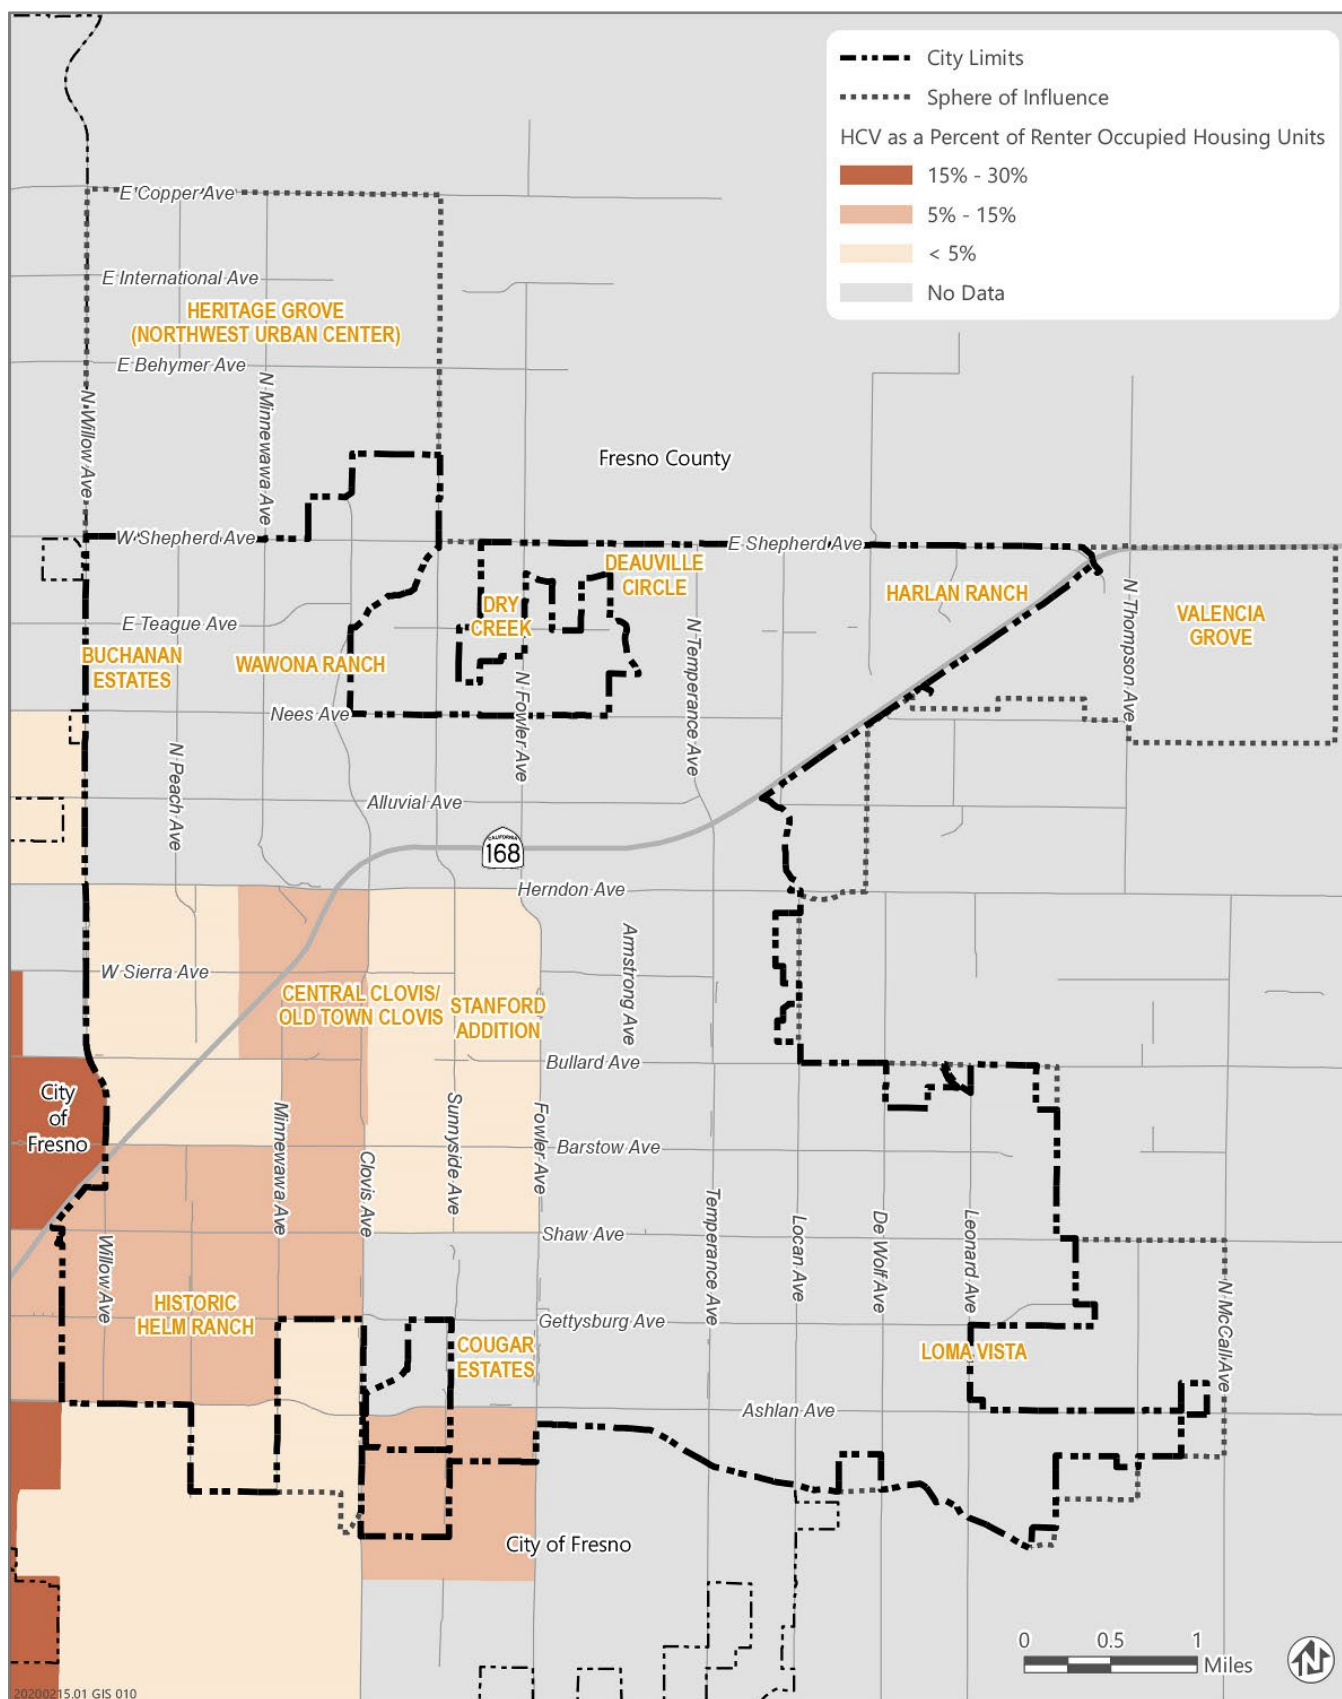 City Limits
Sphere of Influence
HCV as a Percent of Renter Occupied Housing Units
15% - 30%
5% - 15%
< 5%
No Data
E Copper Ave
E International Ave
HERITAGE GROVE
(NORTHWEST URBAN CENTER)
E Behymer Ave
N Willow Ave
N Minnewawa Ave
Fresno County
W Shepherd Ave
E Shepherd Ave
DEAUVILLE
CIRCLE
HARLAN RANCH
DRY
CREEK
N Thompson Ave
VALENCIA
GROVE
E Teague Ave
BUCHANAN
ESTATES
WAWONA RANCH
N Temperance Ave
N Fowler Ave
Nees Ave
N Peach Ave
Alluvial Ave
CALIFORNIA
168
Herndon Ave
Armstrong Ave
W Sierra Ave
CENTRAL CLOVIS/
OLD TOWN CLOVIS
STANFORD
ADDITION
Bullard Ave
City
of
Fresno
Minnewawa Ave
Clovis Ave
Sunnyside Ave
Fowler Ave
Barstow Ave
Temperance Ave
Locan Ave
De Wolf Ave
Leonard Ave
Shaw Ave
Willow Ave
HISTORIC
HELM RANCH
Gettysburg Ave
N McCall Ave
COUGAR
ESTATES
LOMA VISTA
Ashlan Ave
City of Fresno
0 0.5 1
Miles
N
20200215.01 GIS 010